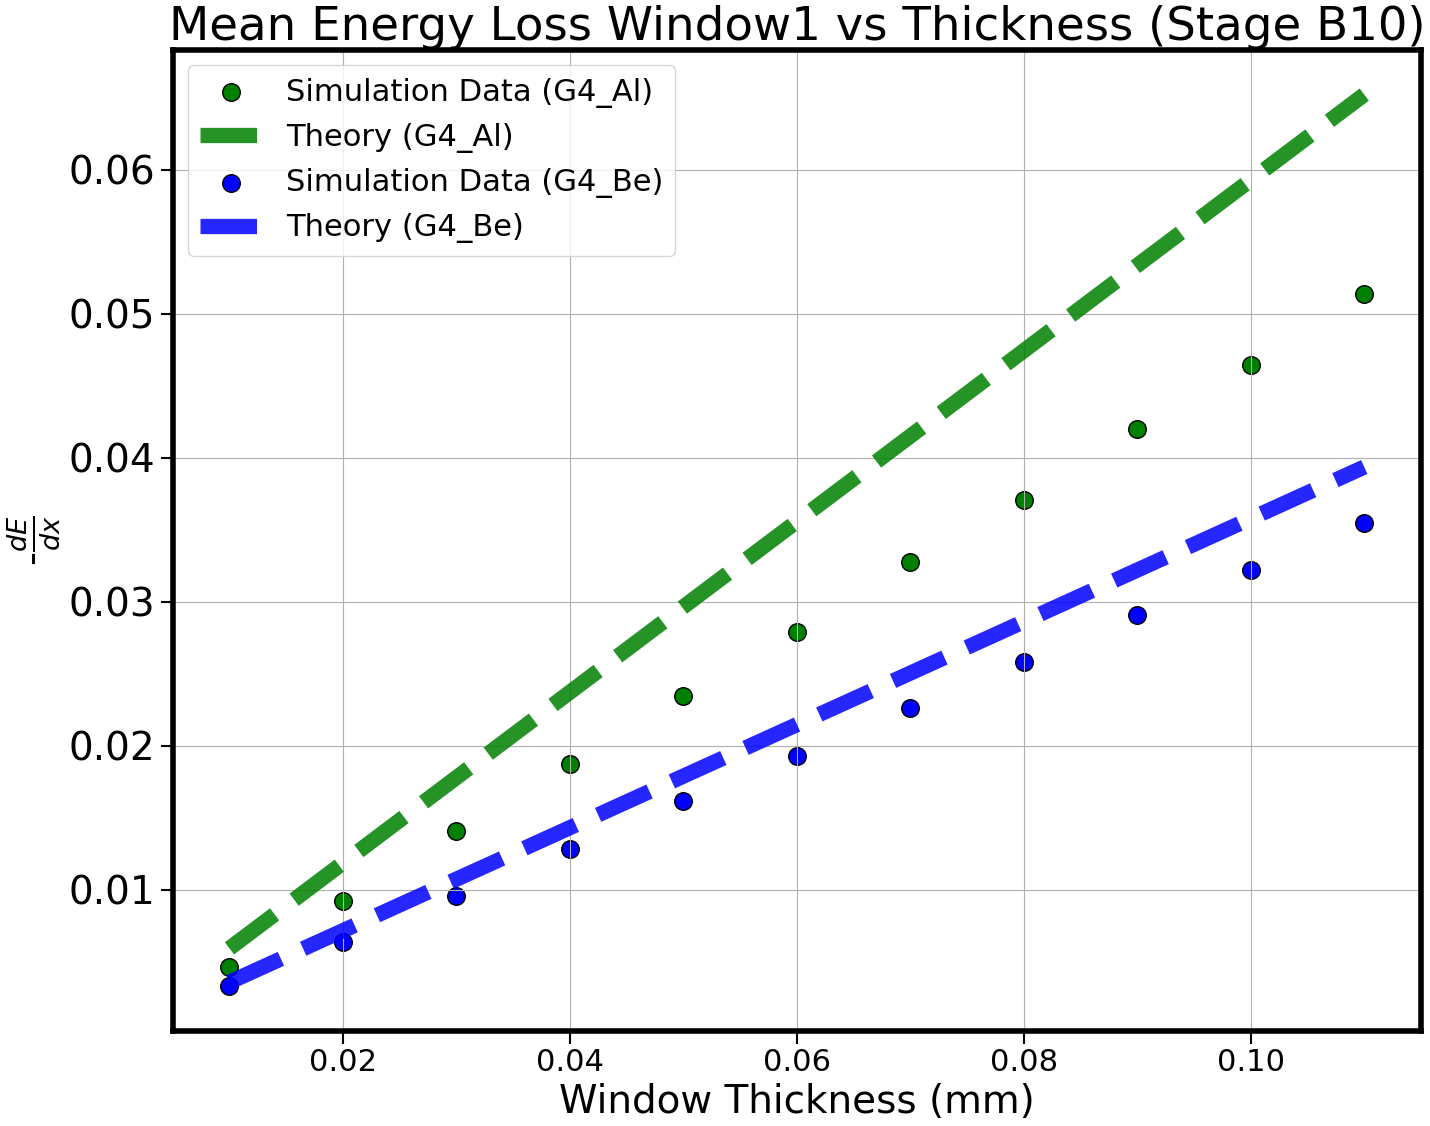 Mean Energy Loss Window1 vs Thickness (Stage B10)
Simulation Data (G4_Al)
Theory (G4_Al)
Simulation Data (G4_Be)
Theory (G4_Be)
0.06
0.05
0.04
0.03
0.02
0.01
-dE/dx
0.02 0.04 0.06 0.08 0.10
Window Thickness (mm)